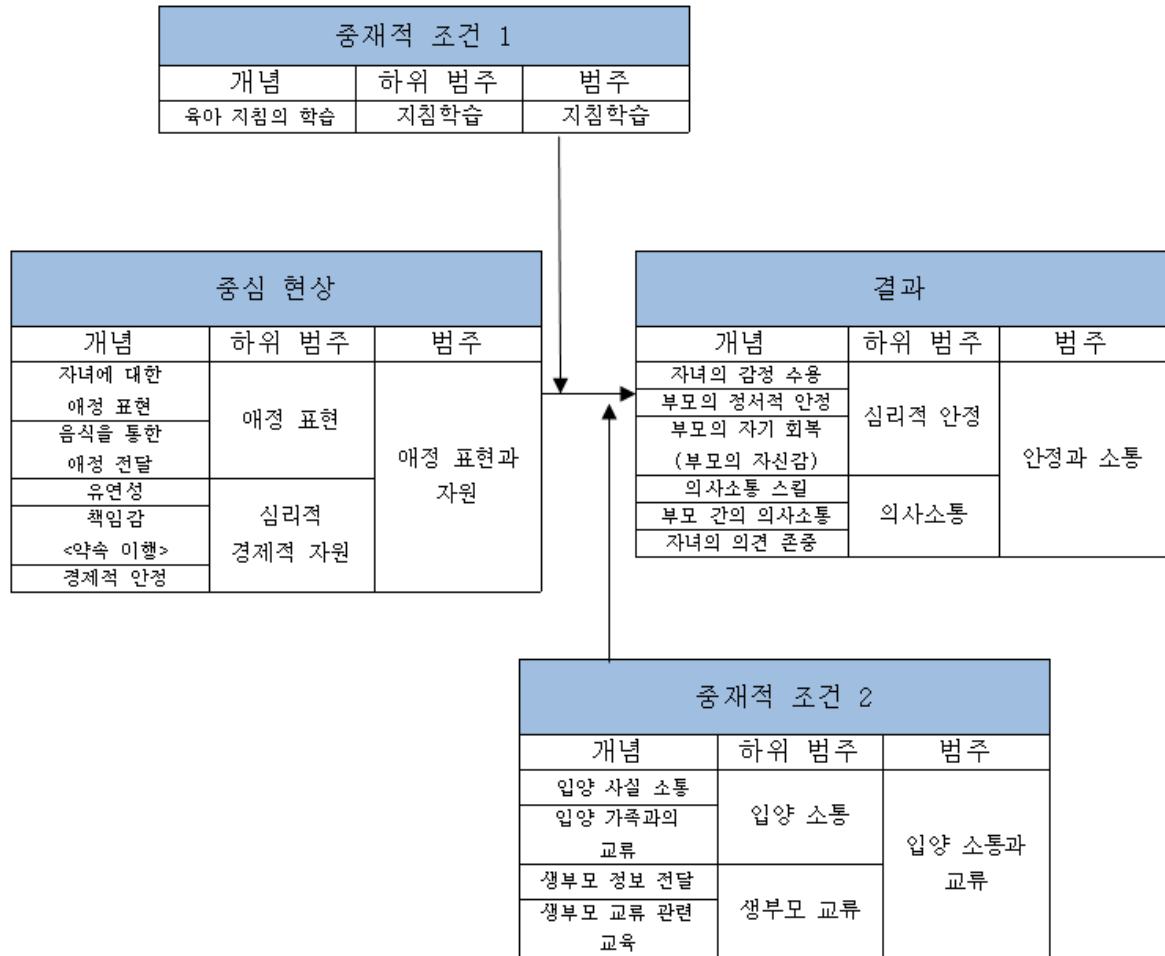 중재적 조건 1
개념 하위 범주 범주
육아 지침의 학습 지침학습 지침학습
중심 현상
개념 하위 범주 범주
자녀에 대한
애정 표현
음식을 통한
애정 전달
애정 표현
유연성
책임감
<약속 이행>
경제적 안정
심리적
경제적 자원
애정 표현과
자원
결과
개념 하위 범주 범주
자녀의 감정 수용
부모의 정서적 안정
부모의 자기 회복
(부모의 자신감)
심리적 안정
의사소통 스킬
부모 간의 의사소통
자녀의 의견 존중
의사소통
안정과 소통
중재적 조건 2
개념 하위 범주 범주
입양 사실 소통
입양 가족과의
교류
입양 소통
생부모 정보 전달
생부모 교류 관련
교육
생부모 교류
입양 소통과
교류